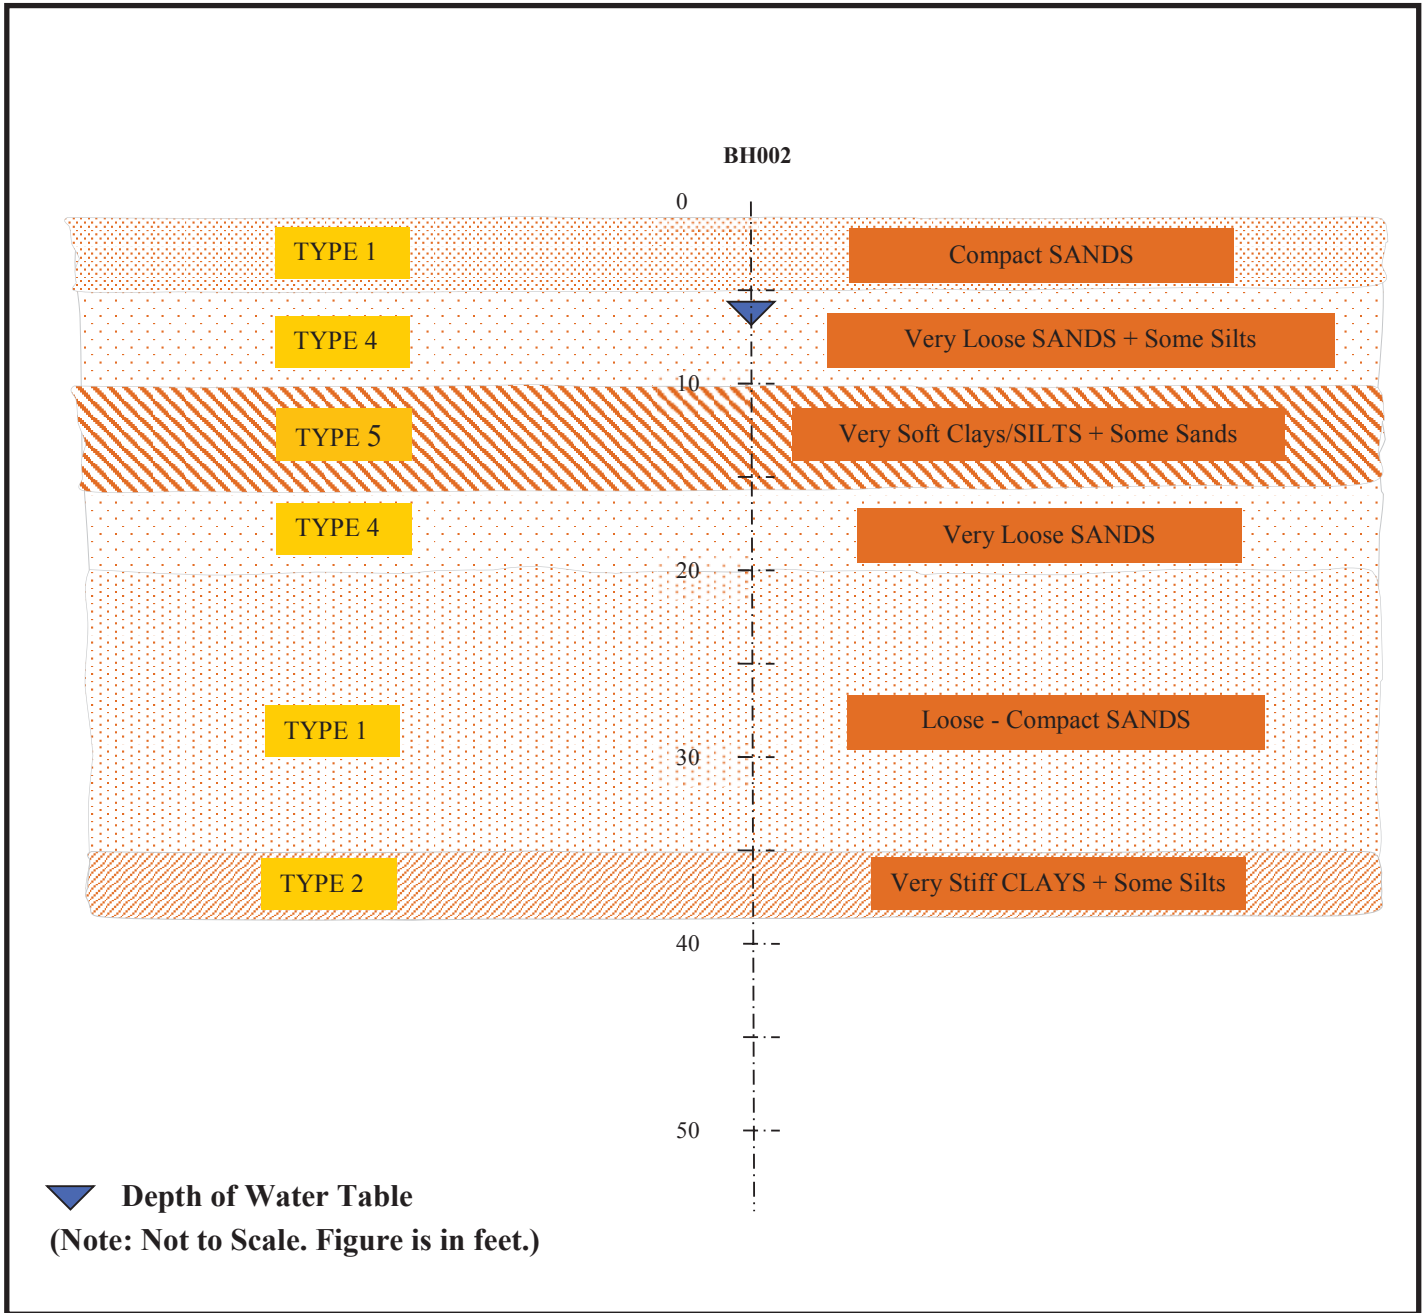 BH002
0
TYPE 1
Compact SANDS
TYPE 4
Very Loose SANDS + Some Silts
10
TYPE 5
Very Soft Clays/SILTS + Some Sands
TYPE 4
Very Loose SANDS
20
TYPE 1
Loose - Compact SANDS
30
TYPE 2
Very Stiff CLAYS + Some Silts
40
50
Depth of Water Table
(Note: Not to Scale. Figure is in feet.)